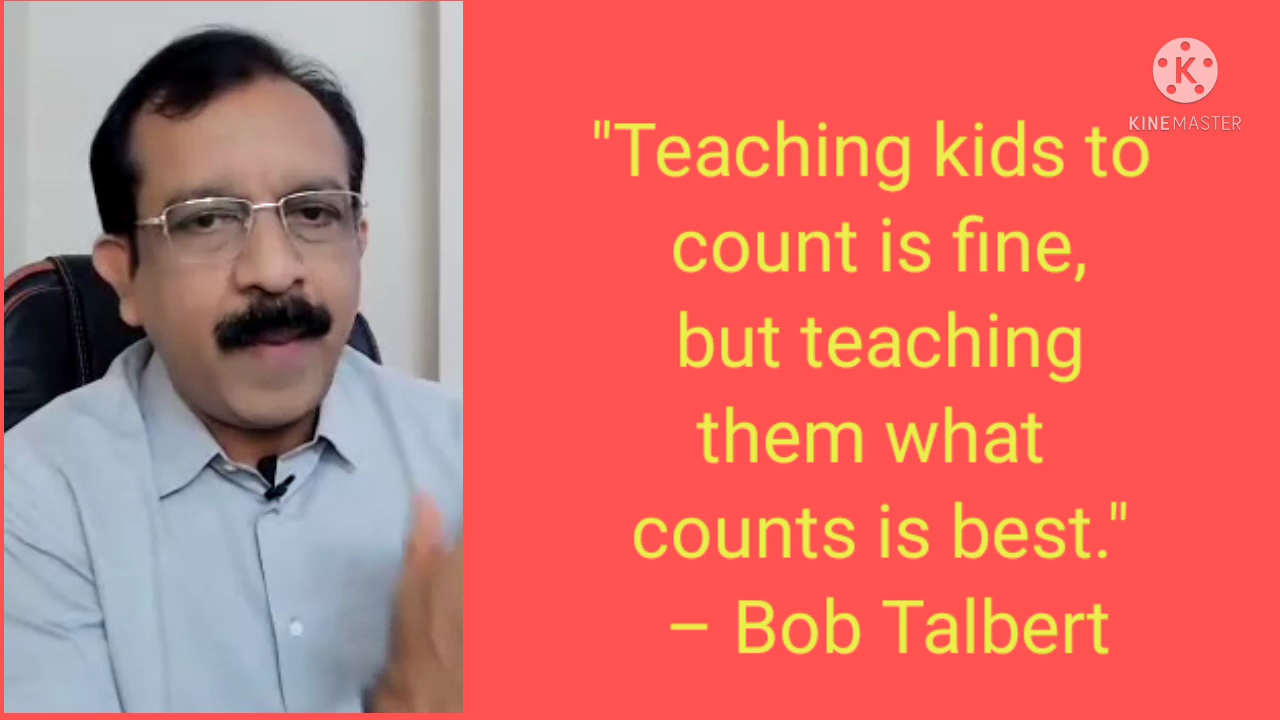 K
KINEMASTER
"Teaching kids to
count is fine,
but teaching
them what
counts is best."
– Bob Talbert